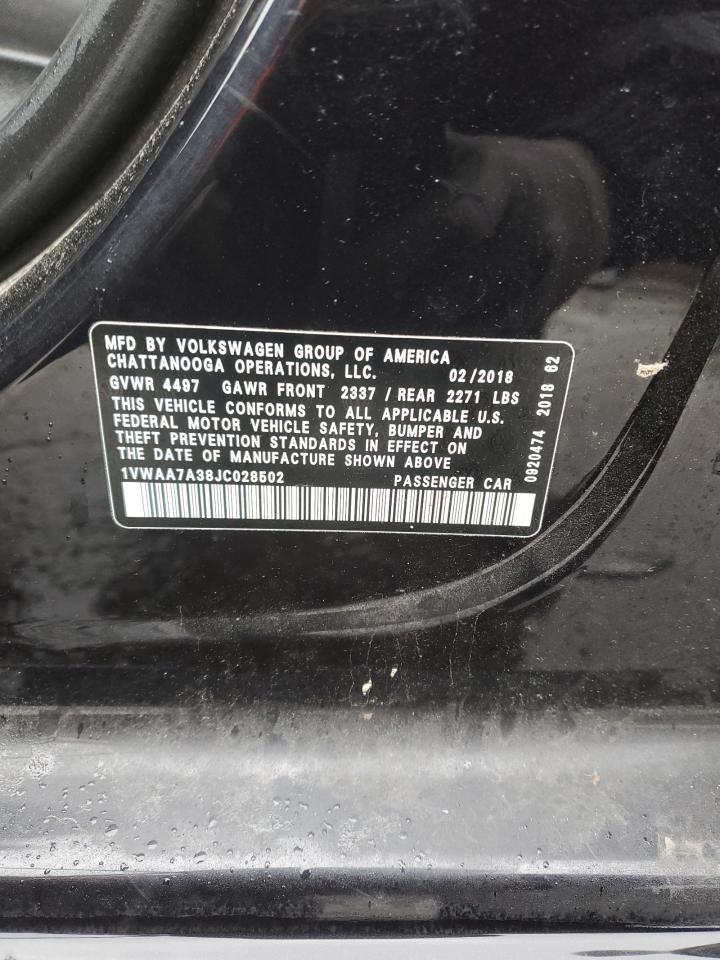 MFD BY VOLKSWAGEN GROUP OF AMERICA
CHATTANOOGA OPERATIONS, LLC. 02/2018
GVWR 4497 GAWR FRONT 2337 / REAR 2271 LBS
THIS VEHICLE CONFORMS TO ALL APPLICABLE U.S.
FEDERAL MOTOR VEHICLE SAFETY, BUMPER AND
THEFT PREVENTION STANDARDS IN EFFECT ON
THE DATE OF MANUFACTURE SHOWN ABOVE
1VWAA7A38JC028502 PASSENGER CAR
0920474 2018 62